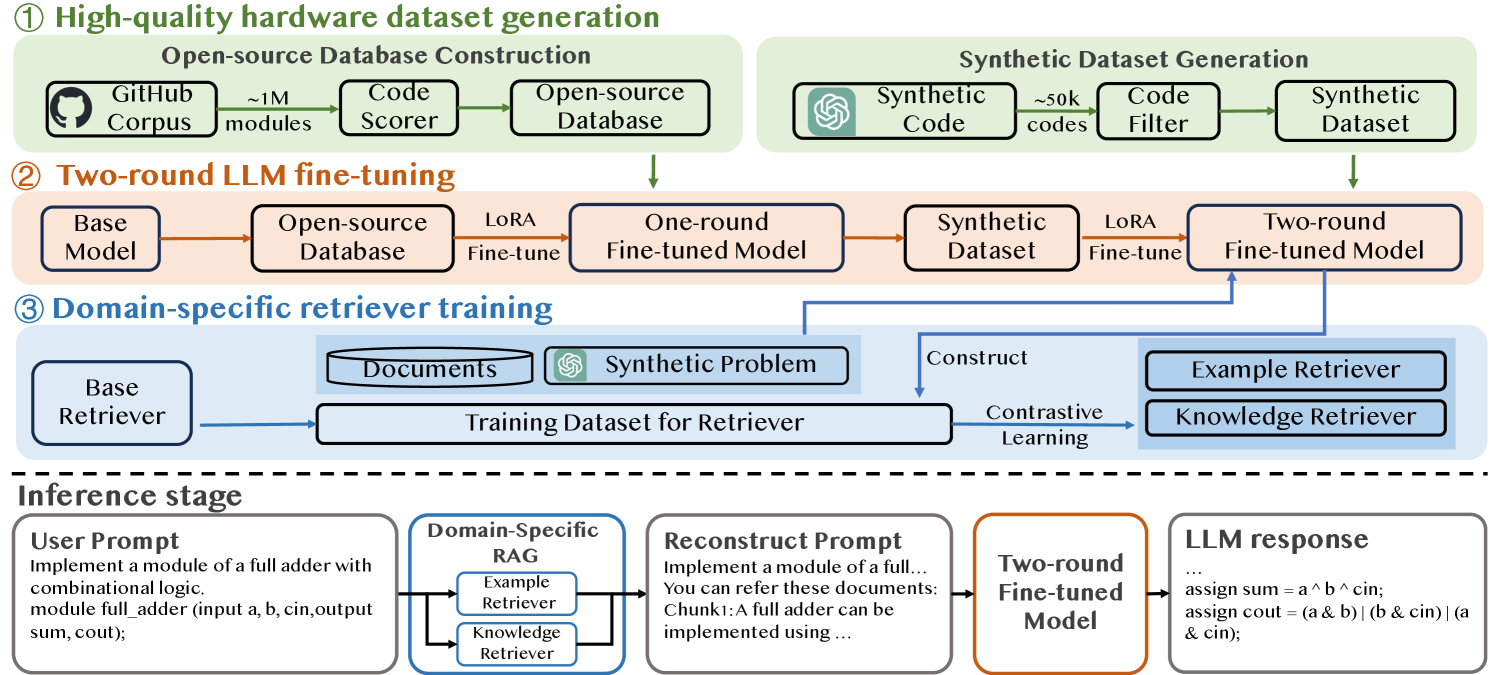 ① High-quality hardware dataset generation
Open-source Database Construction
GitHub
Corpus
~1M
modules
Code
Scorer
Open-source
Database
Synthetic Dataset Generation
Synthetic
Code
~50k
codes
Code
Filter
Synthetic
Dataset
② Two-round LLM fine-tuning
Base
Model
Open-source
Database
LoRA
Fine-tune
One-round
Fine-tuned Model
Synthetic
Dataset
LoRA
Fine-tune
Two-round
Fine-tuned Model
③ Domain-specific retriever training
Base
Retriever
Documents
Synthetic Problem
Training Dataset for Retriever
Construct
Contrastive
Learning
Example Retriever
Knowledge Retriever
Inference stage
User Prompt
Implement a module of a full adder with
combinational logic.
module full_adder (input a, b, cin,output
sum, cout);
Domain-Specific
RAG
Example
Retriever
Knowledge
Retriever
Reconstruct Prompt
Implement a module of a full…
You can refer these documents:
Chunk1:A full adder can be
implemented using …
Two-round
Fine-tuned
Model
LLM response
…
assign sum = a ^ b ^ cin;
assign cout = (a & b) | (b & cin) | (a
& cin);